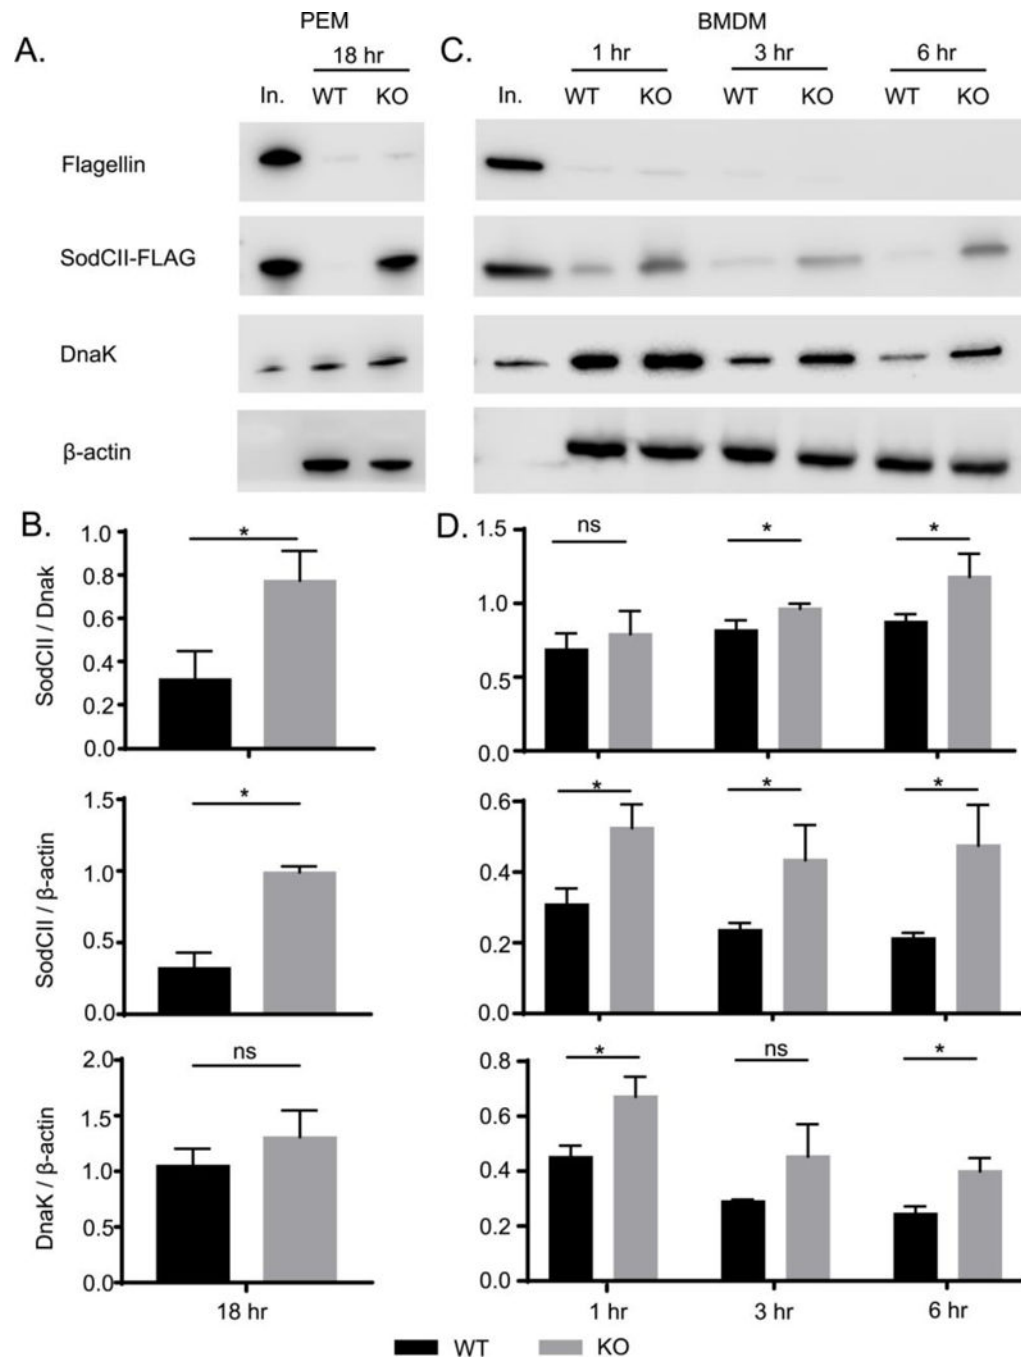 PEM BMDM
A. 18 hr C. 1 hr 3 hr 6 hr
In. WT KO In. WT KO WT KO WT KO
Flagellin
SodCII-FLAG
DnaK
β-actin
B.
SodCII / Dnak
1.0
0.8
0.6
0.4
0.2
0.0
*
SodCII / β-actin
1.5
1.0
0.5
0.0
*
DnaK / β-actin
2.0
1.5
1.0
0.5
0.0
ns
18 hr
D.
1.5
1.0
0.5
0.0
ns * *
0.6
0.4
0.2
0.0
* * *
0.8
0.6
0.4
0.2
0.0
* ns *
1 hr 3 hr 6 hr
WT KO